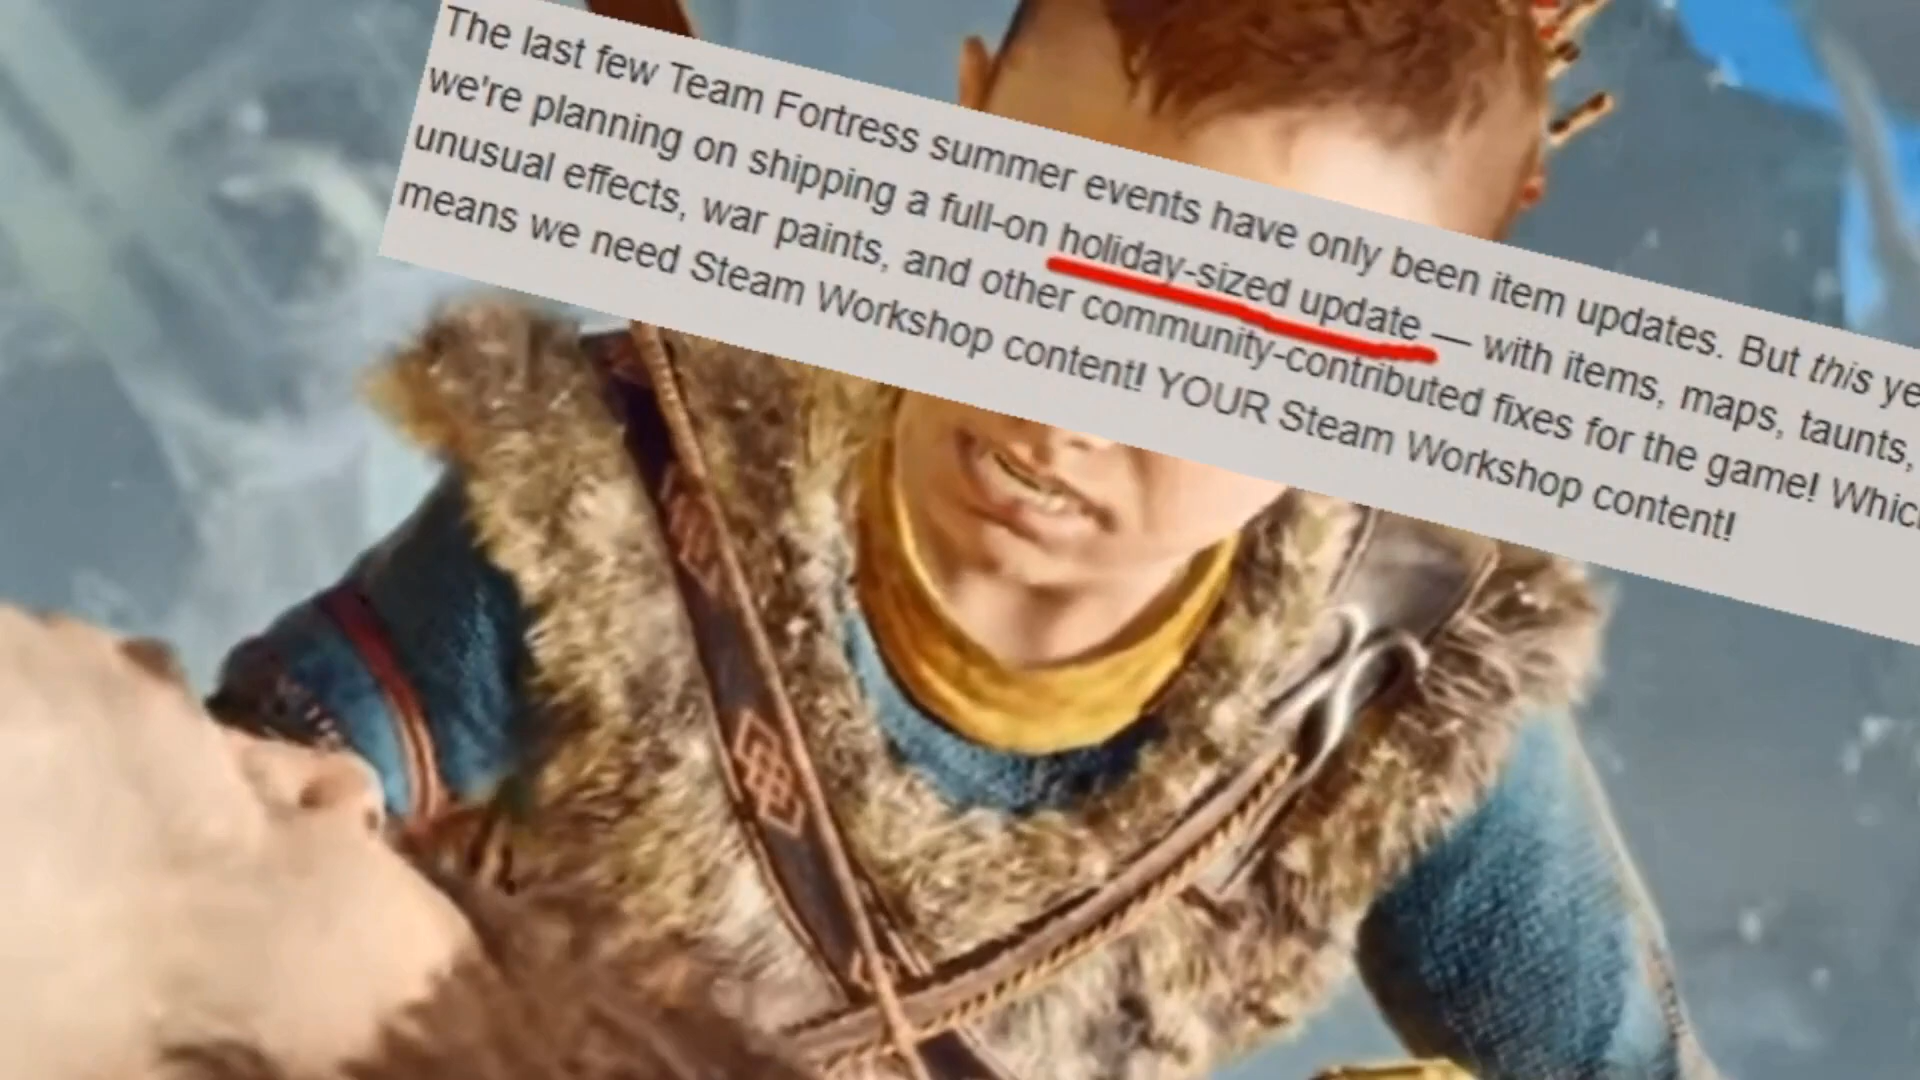 The last few Team Fortress summer events have only been item updates. But this ye
we're planning on shipping a full-on holiday-sized update — with items, maps, taunts,
unusual effects, war paints, and other community-contributed fixes for the game! Whic
means we need Steam Workshop content! YOUR Steam Workshop content!